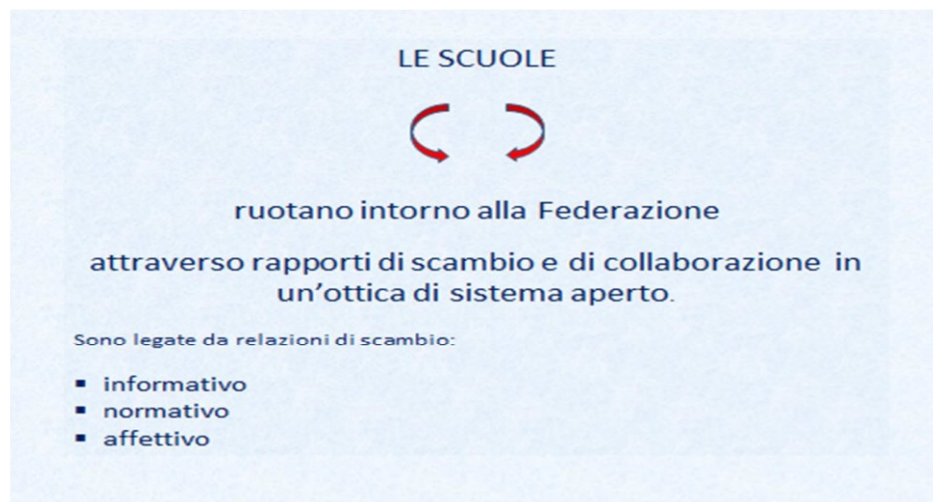 LE SCUOLE
ruotano intorno alla Federazione
attraverso rapporti di scambio e di collaborazione in
un’ottica di sistema aperto.
Sono legate da relazioni di scambio:
▪ informativo
▪ normativo
▪ affettivo